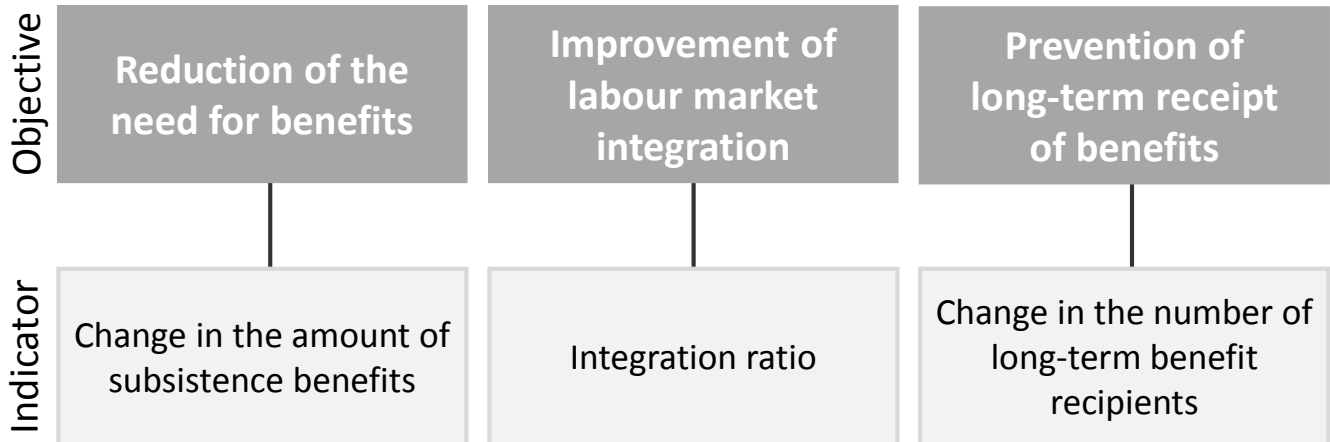 Objective
Reduction of the
need for benefits
Improvement of
labour market
integration
Prevention of
long-term receipt
of benefits
Indicator
Change in the amount of
subsistence benefits
Integration ratio
Change in the number of
long-term benefit
recipients